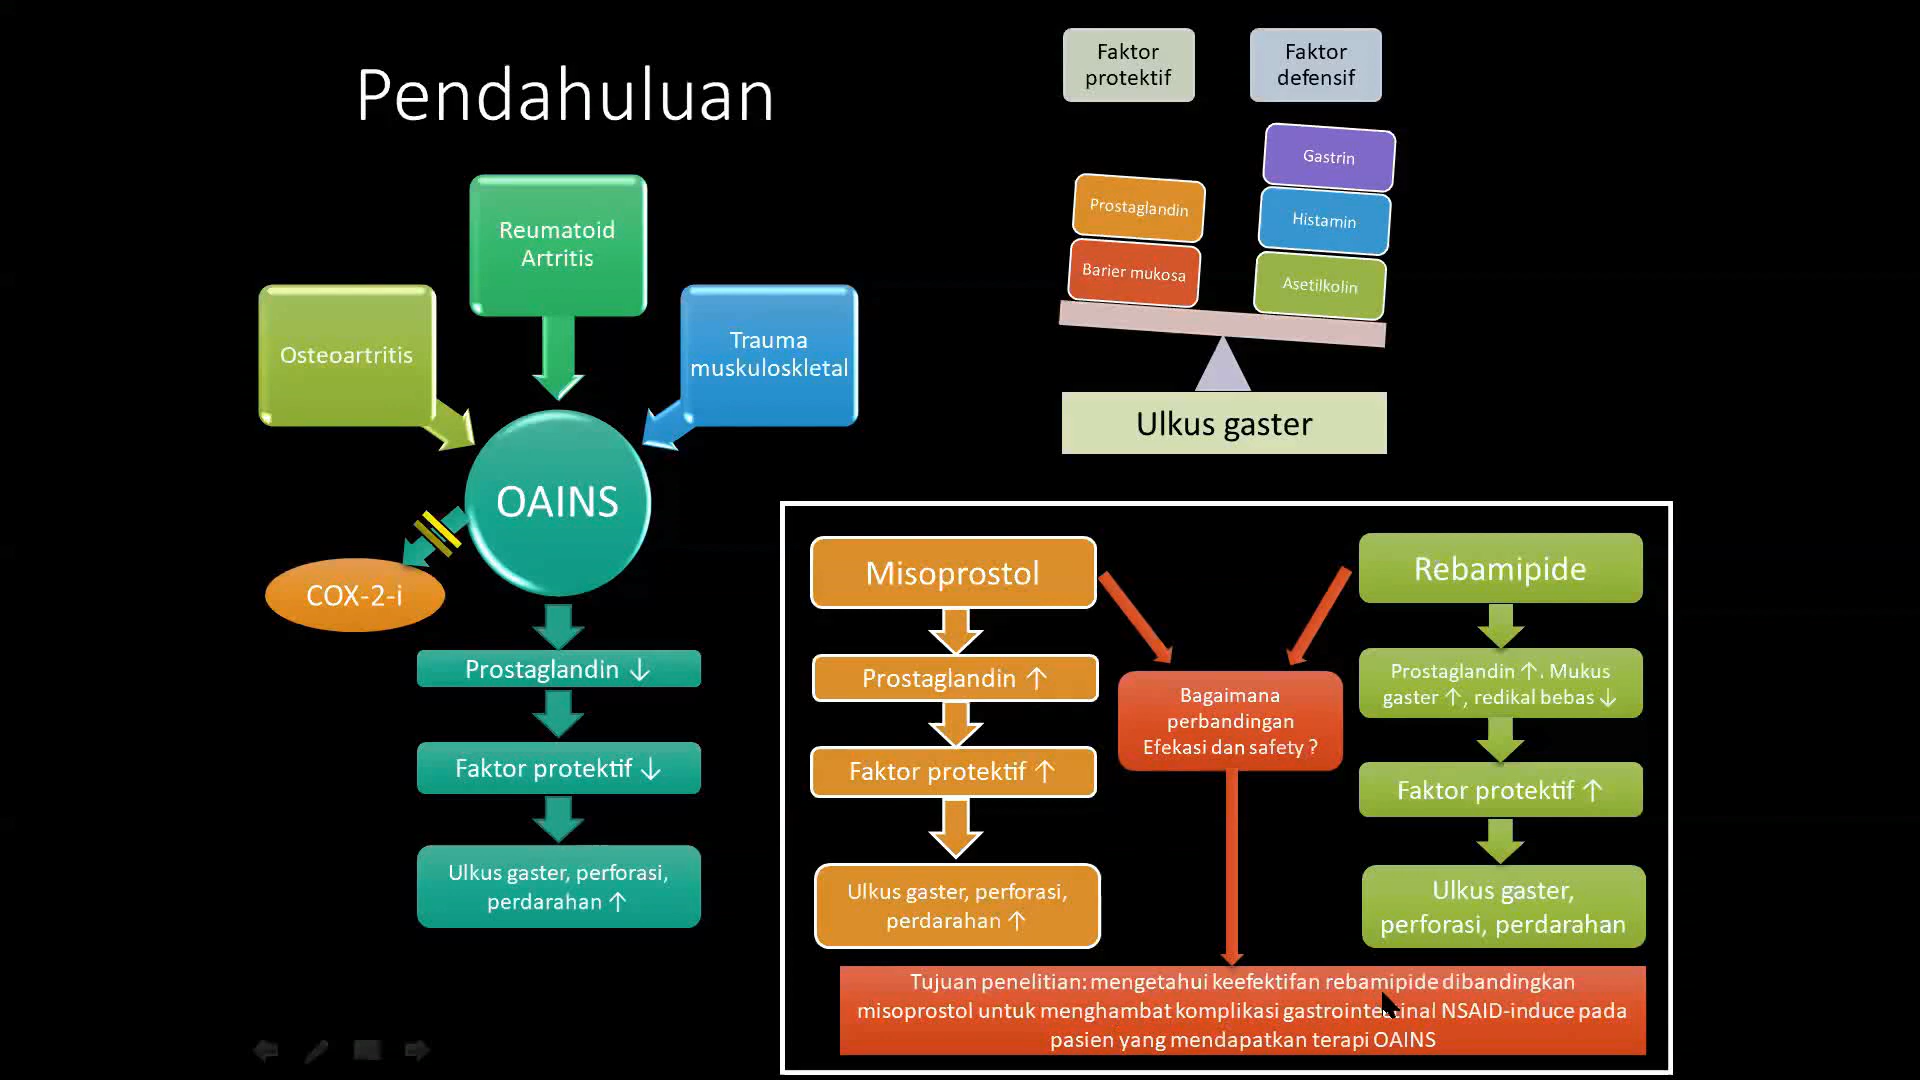 Pendahuluan
Reumatoid
Artritis
Osteoartritis
Trauma
muskuloskletal
OAINS
COX-2-i
Prostaglandin ↓
Faktor protektif ↓
Ulkus gaster, perforasi,
perdarahan ↑
Faktor
protektif
Faktor
defensif
Gastrin
Prostaglandin
Histamin
Barier mukosa
Asetilkolin
Ulkus gaster
Misoprostol
Prostaglandin ↑
Faktor protektif ↑
Ulkus gaster, perforasi,
perdarahan ↑
Bagaimana
perbandingan
Efekasi dan safety ?
Rebamipide
Prostaglandin ↑. Mukus
gaster ↑, redikal bebas ↓
Faktor protektif ↑
Ulkus gaster,
perforasi, perdarahan
Tujuan penelitian: mengetahui keefektifan rebamipide dibandingkan
misoprostol untuk menghambat komplikasi gastrointestinal NSAID-induce pada
pasien yang mendapatkan terapi OAINS